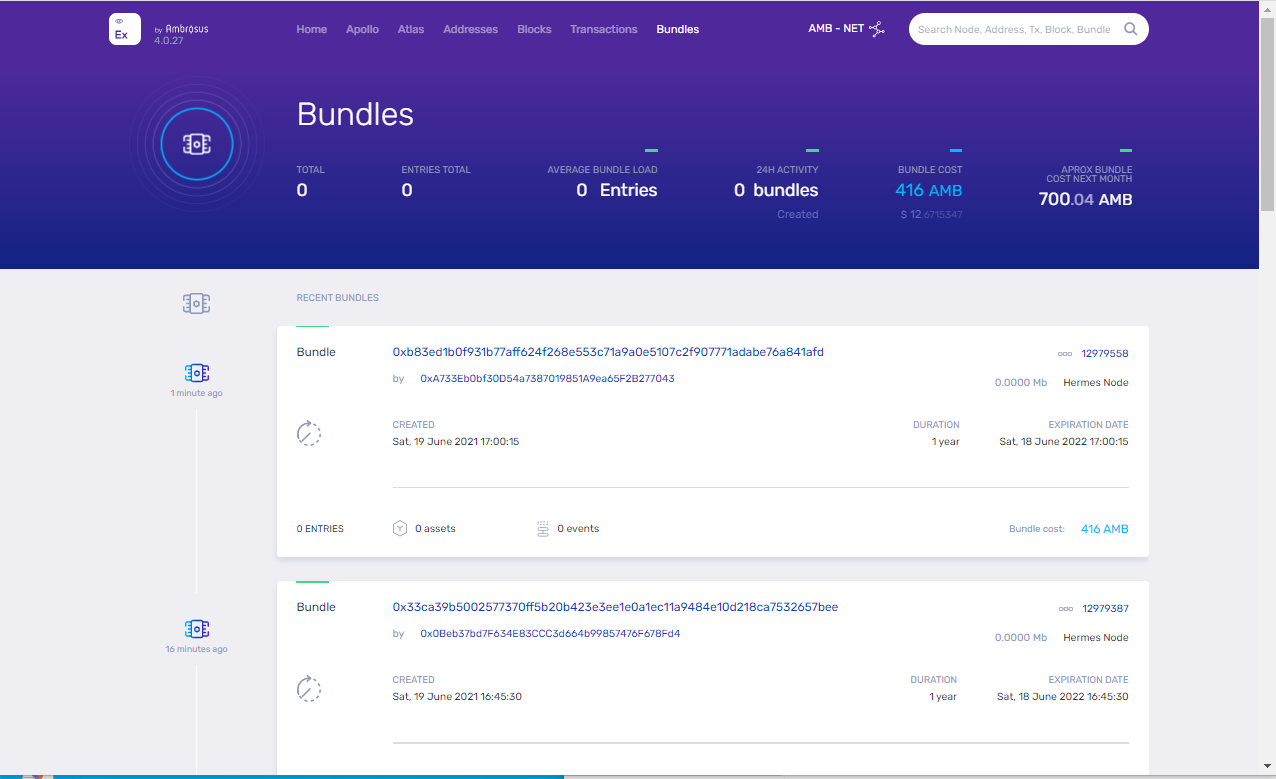 Ex
by Ambrosus
4.0.27
Home Apollo Atlas Addresses Blocks Transactions Bundles
AMB - NET
Search Node, Address, Tx, Block, Bundle
Bundles
TOTAL
0
ENTRIES TOTAL
0
AVERAGE BUNDLE LOAD
0 Entries
24H ACTIVITY
0 bundles
Created
BUNDLE COST
416 AMB
$ 12.6715347
APROX BUNDLE
COST NEXT MONTH
700.04 AMB
RECENT BUNDLES
1 minute ago
Bundle
0xb83ed1b0f931b77aff624f268e553c71a9a0e5107c2f907771adabe76a841afd
12979558
by 0xA733Eb0bf30D54a7387019851A9ea65F2B277043
0.0000 Mb Hermes Node
CREATED
Sat, 19 June 2021 17:00:15
DURATION
1 year
EXPIRATION DATE
Sat, 18 June 2022 17:00:15
0 ENTRIES
0 assets
0 events
Bundle cost: 416 AMB
16 minutes ago
Bundle
0x33ca39b5002577370ff5b20b423e3ee1e0a1ec11a9484e10d218ca7532657bee
12979387
by 0x0Beb37bd7F634E83CCC3d664b99857476F678Fd4
0.0000 Mb Hermes Node
CREATED
Sat, 19 June 2021 16:45:30
DURATION
1 year
EXPIRATION DATE
Sat, 18 June 2022 16:45:30